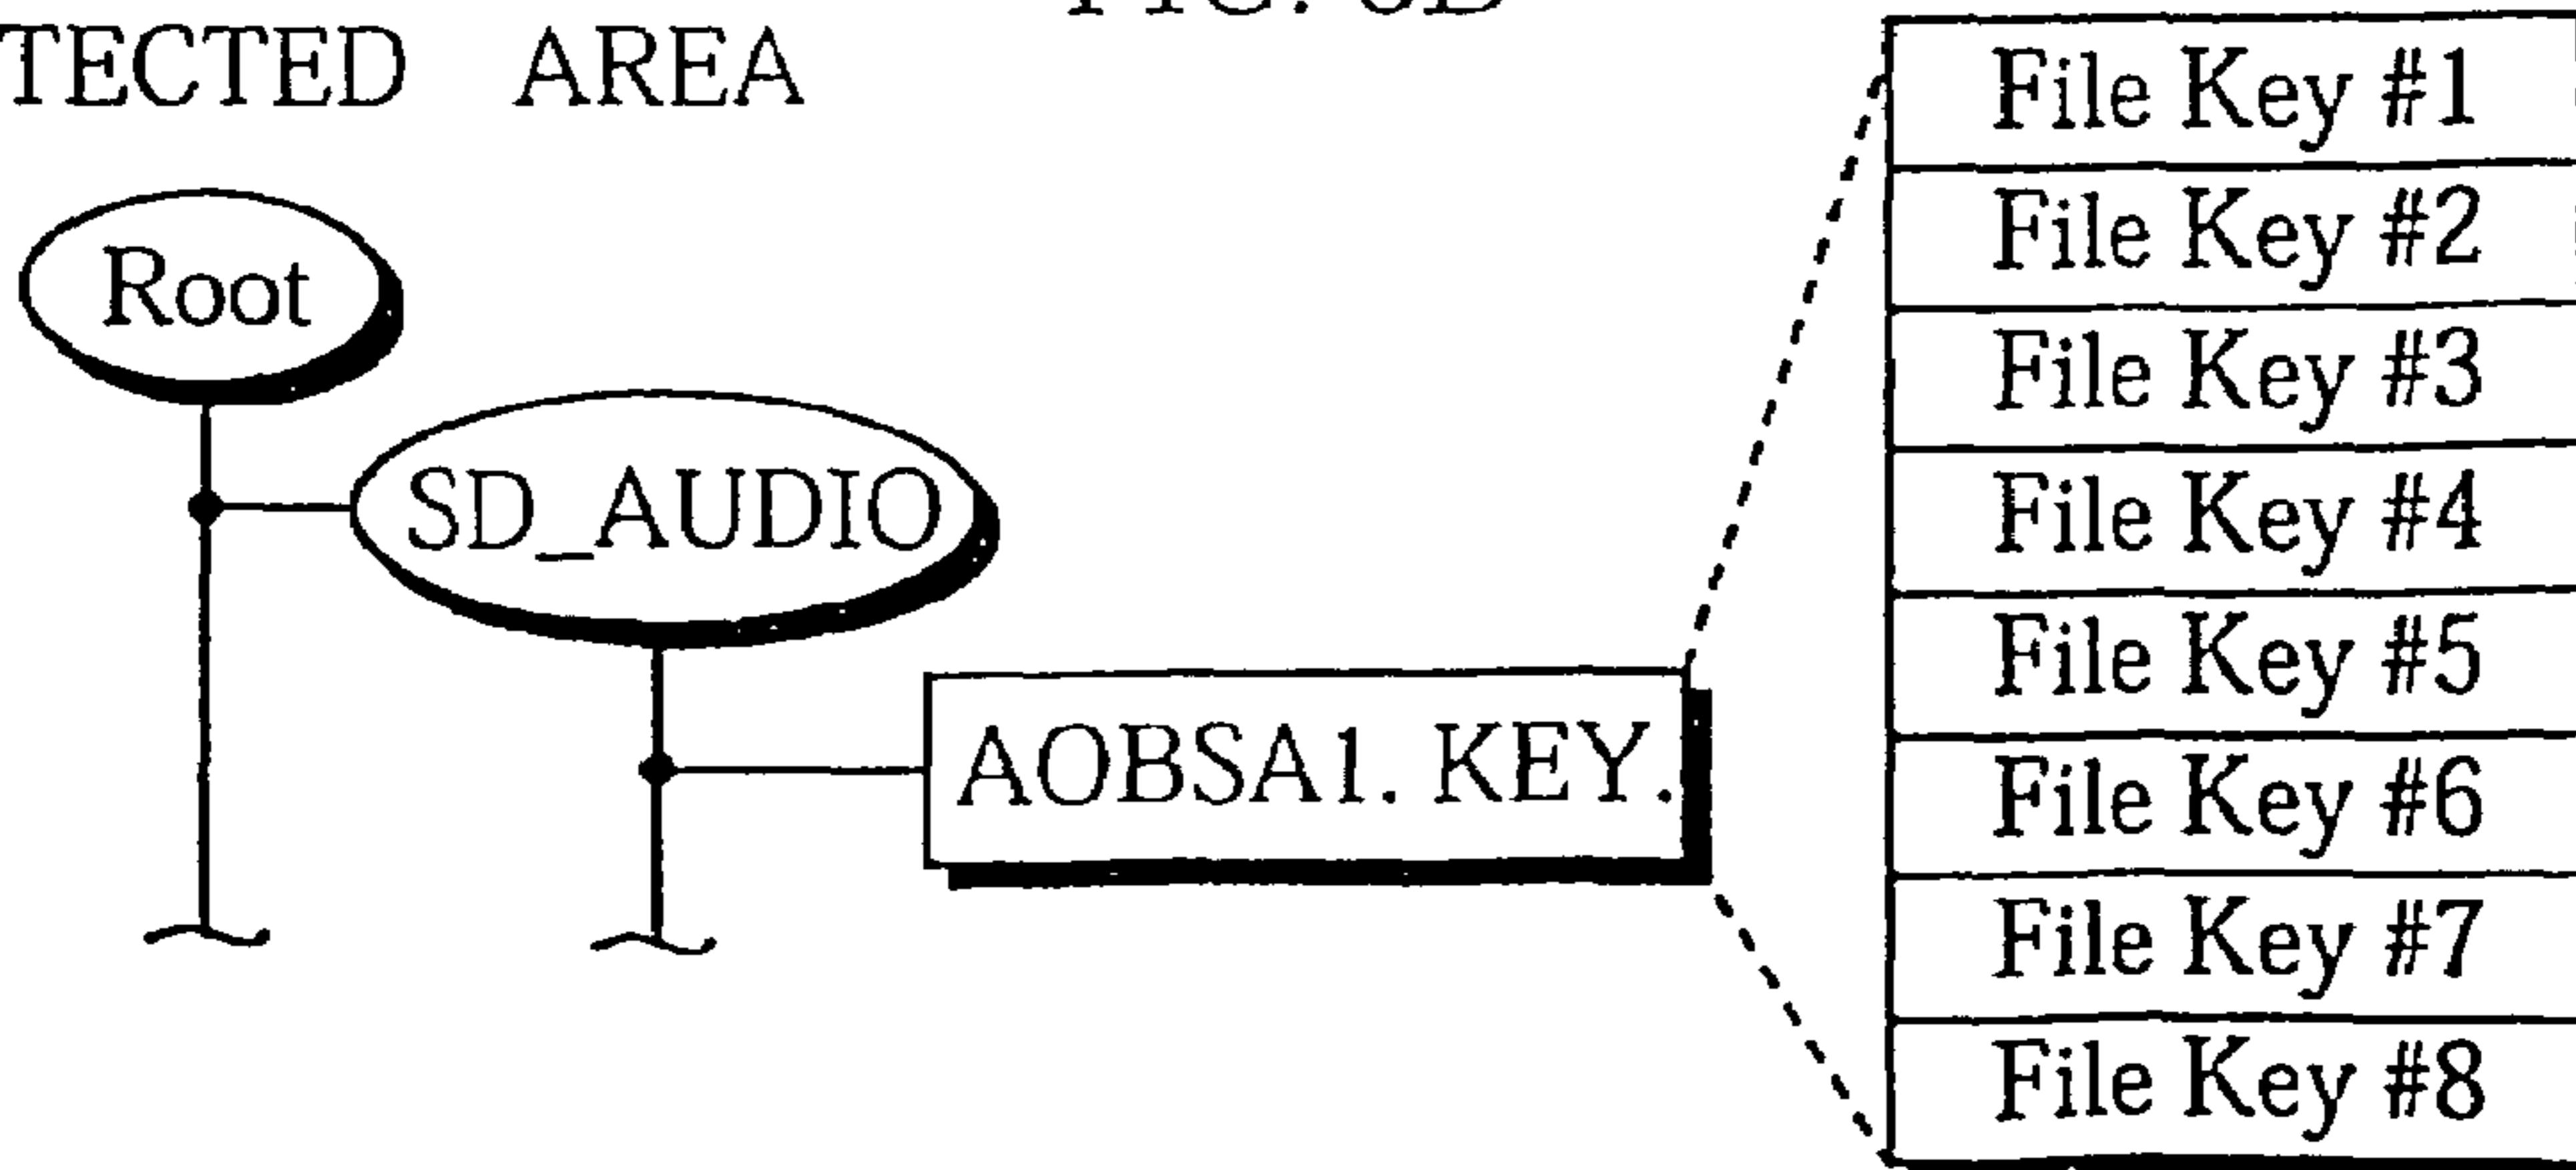 TECTED AREA
Root
SD_AUDIO
AOBSA1. KEY.
File Key #1
File Key #2
File Key #3
File Key #4
File Key #5
File Key #6
File Key #7
File Key #8